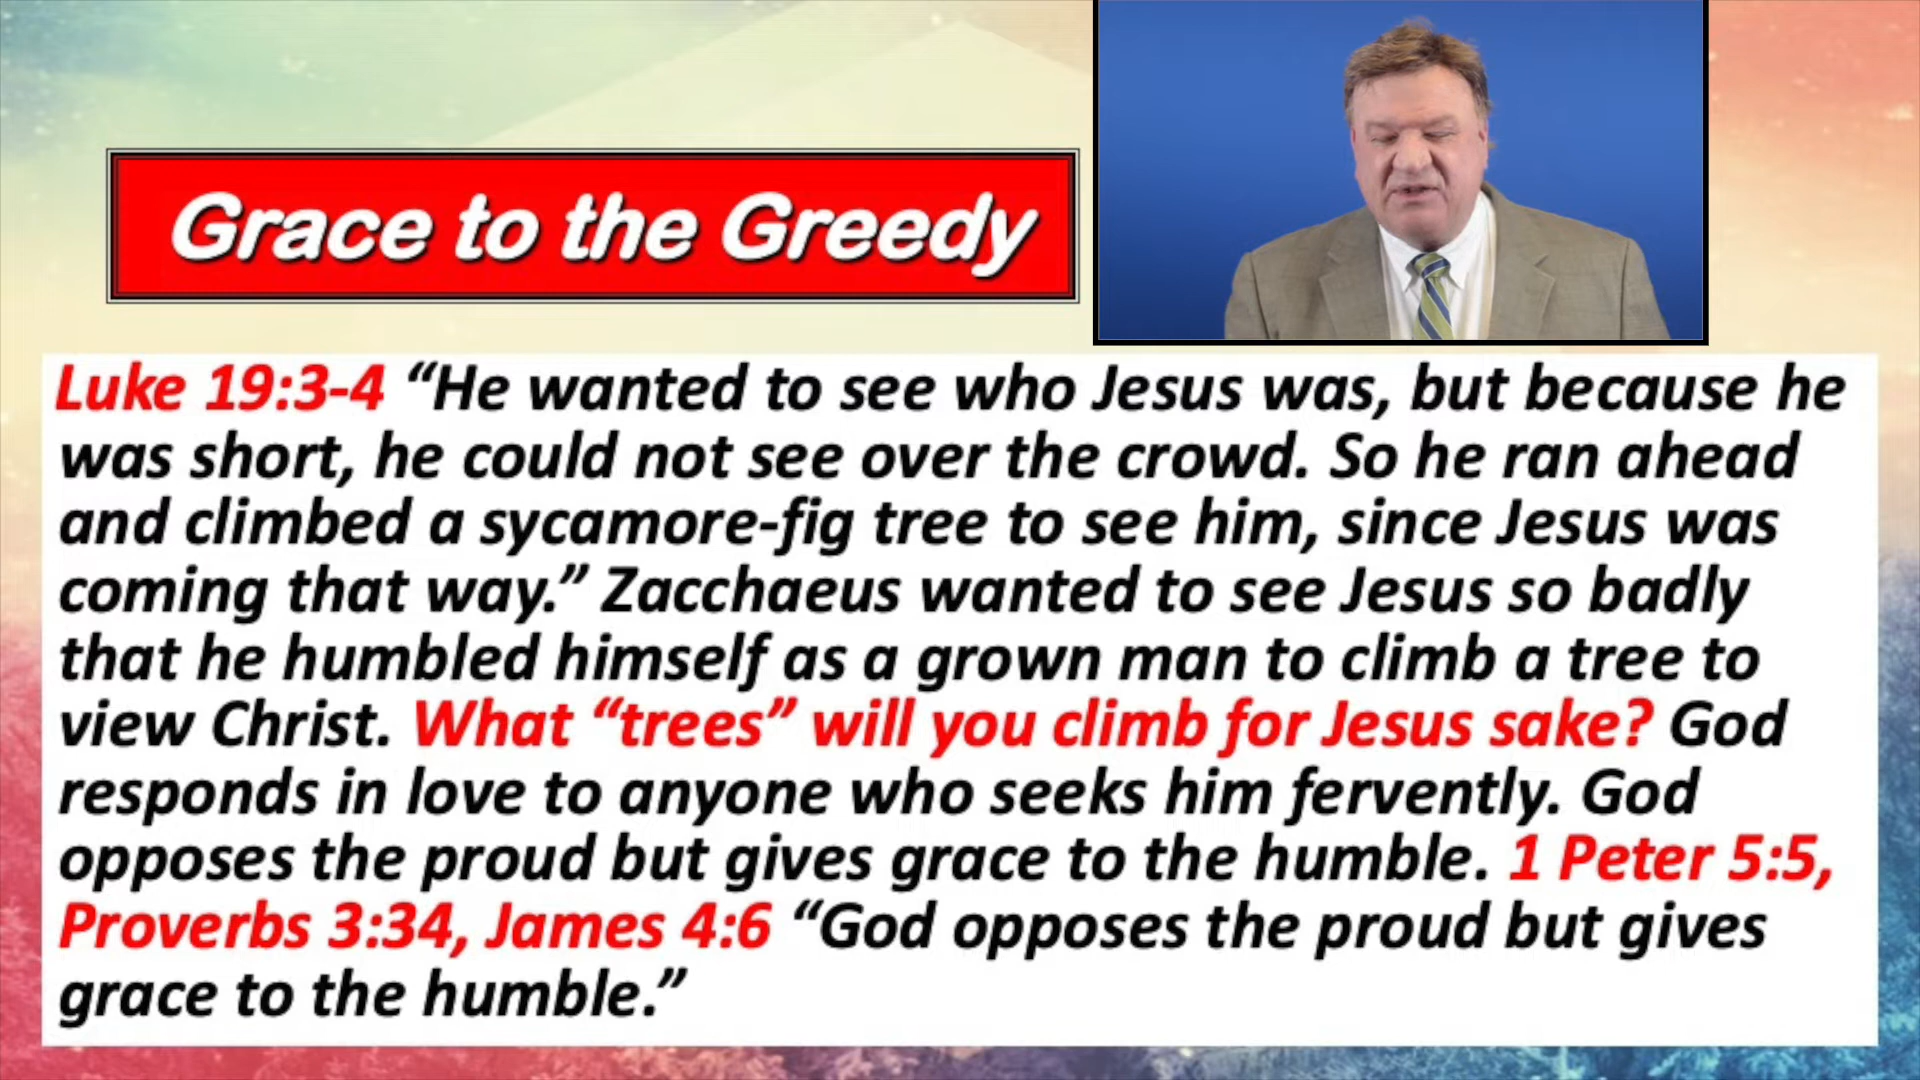 Grace to the Greedy
Luke 19:3-4 “He wanted to see who Jesus was, but because he
was short, he could not see over the crowd. So he ran ahead
and climbed a sycamore-fig tree to see him, since Jesus was
coming that way.” Zacchaeus wanted to see Jesus so badly
that he humbled himself as a grown man to climb a tree to
view Christ. What “trees” will you climb for Jesus sake? God
responds in love to anyone who seeks him fervently. God
opposes the proud but gives grace to the humble. 1 Peter 5:5,
Proverbs 3:34, James 4:6 “God opposes the proud but gives
grace to the humble.”